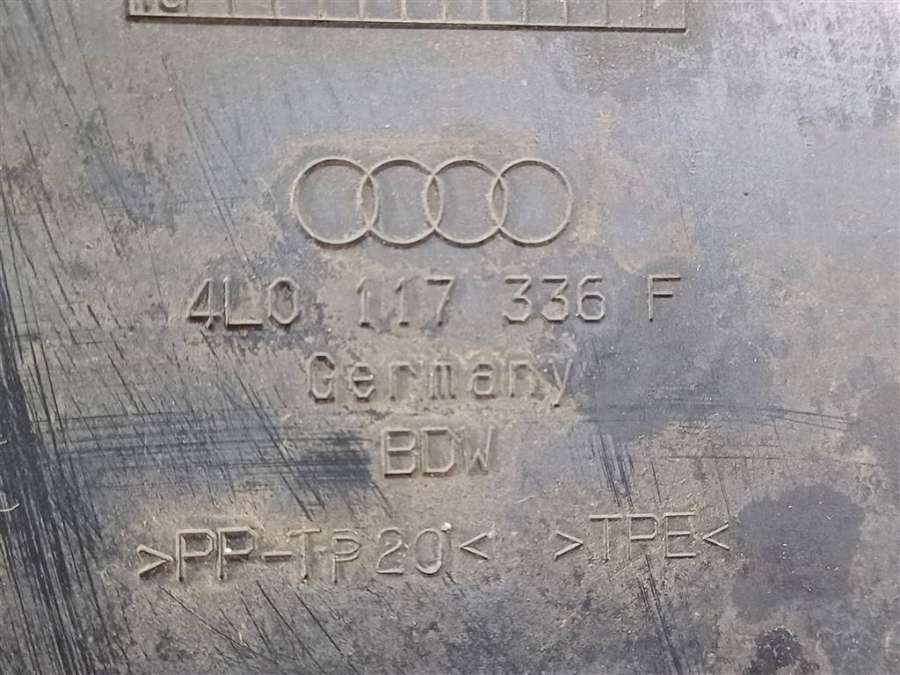 4L0 117 336 F
Germany
BDW
>PP-TP20< >TPE<